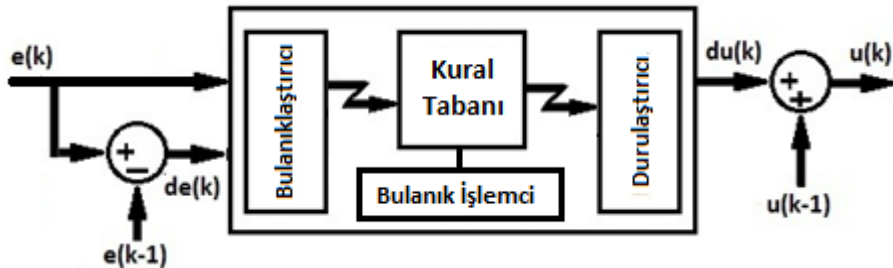 e(k)
+
−
e(k-1)
de(k)
Bulanıklaştırıcı
Kural
Tabanı
Bulanık İşlemci
Durulaştırıcı
du(k)
+
+
u(k-1)
u(k)